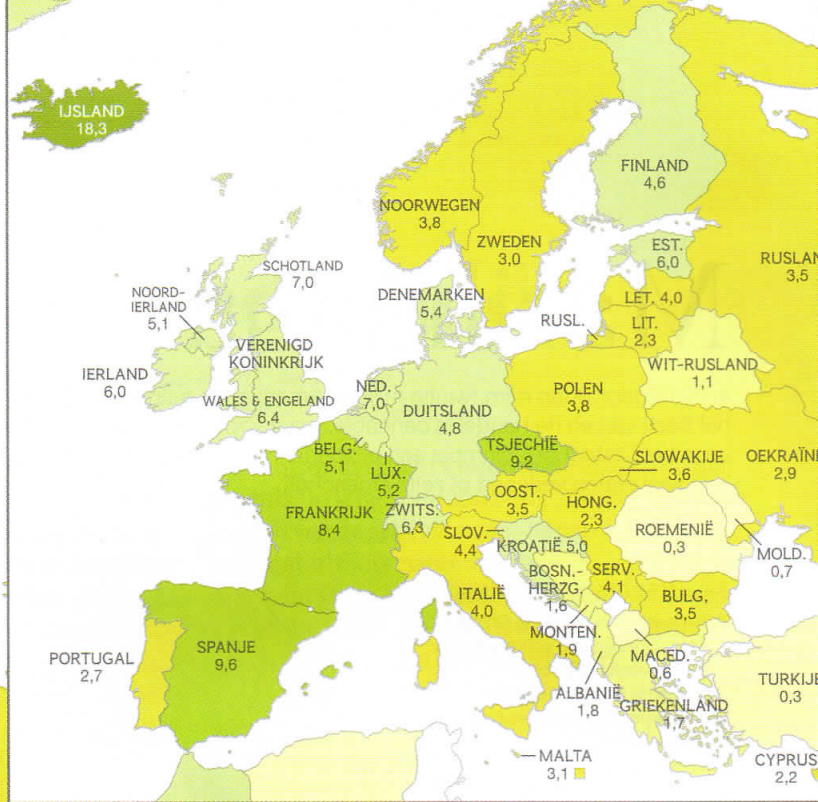 IJSLAND
18,3
NOORWEGEN
3,8
ZWEDEN
3,0
FINLAND
4,6
EST.
6,0
RUSLAN
3,5
SCHOTLAND
7,0
NOORD-
IERLAND
5,1
DENEMARKEN
5,4
LET. 4,0
RUSL.
LIT.
2,3
VERENIGD
KONINKRIJK
IERLAND
6,0
WALES & ENGELAND
6,4
NED.
7,0
DUITSLAND
4,8
POLEN
3,8
WIT-RUSLAND
1,1
BELG.
5,1
LUX.
5,2
TSJECHIË
9,2
SLOWAKIJE
3,6
OEKRAÏN
2,9
FRANKRIJK
8,4
ZWITS.
6,3
OOST.
3,5
HONG.
2,3
ROEMENIË
0,3
MOLD.
0,7
SLOV.
4,4
KROATIË 5,0
BOSN.-
HERZG.
1,6
SERV.
4,1
BULG.
3,5
ITALIË
4,0
MONTEN.
1,9
MACED.
0,6
PORTUGAL
2,7
SPANJE
9,6
ALBANIË
1,8
GRIEKENLAND
1,7
TURKIJE
0,3
MALTA
3,1
CYPRUS
2,2